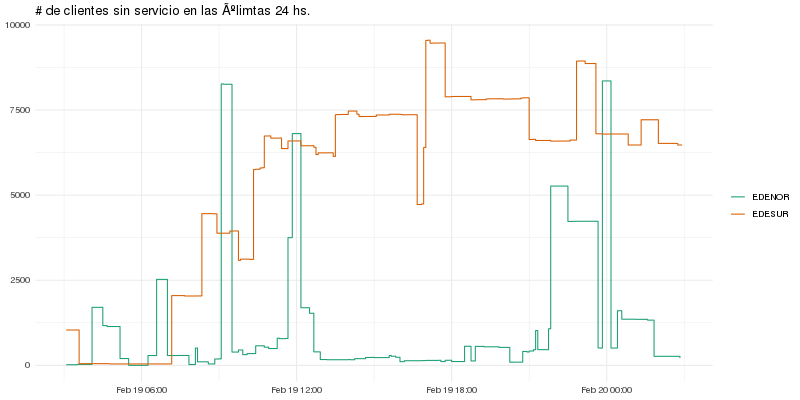 # de clientes sin servicio en las Ãºlimtas 24 hs.
10000
7500
5000
2500
0
Feb 19 06:00
Feb 19 12:00
Feb 19 18:00
Feb 20 00:00
EDENOR
EDESUR